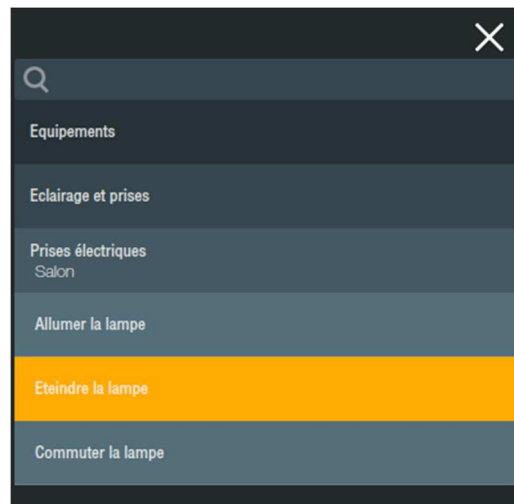 Equipements
Eclairage et prises
Prises électriques
Salon
Allumer la lampe
Eteindre la lampe
Commuter la lampe